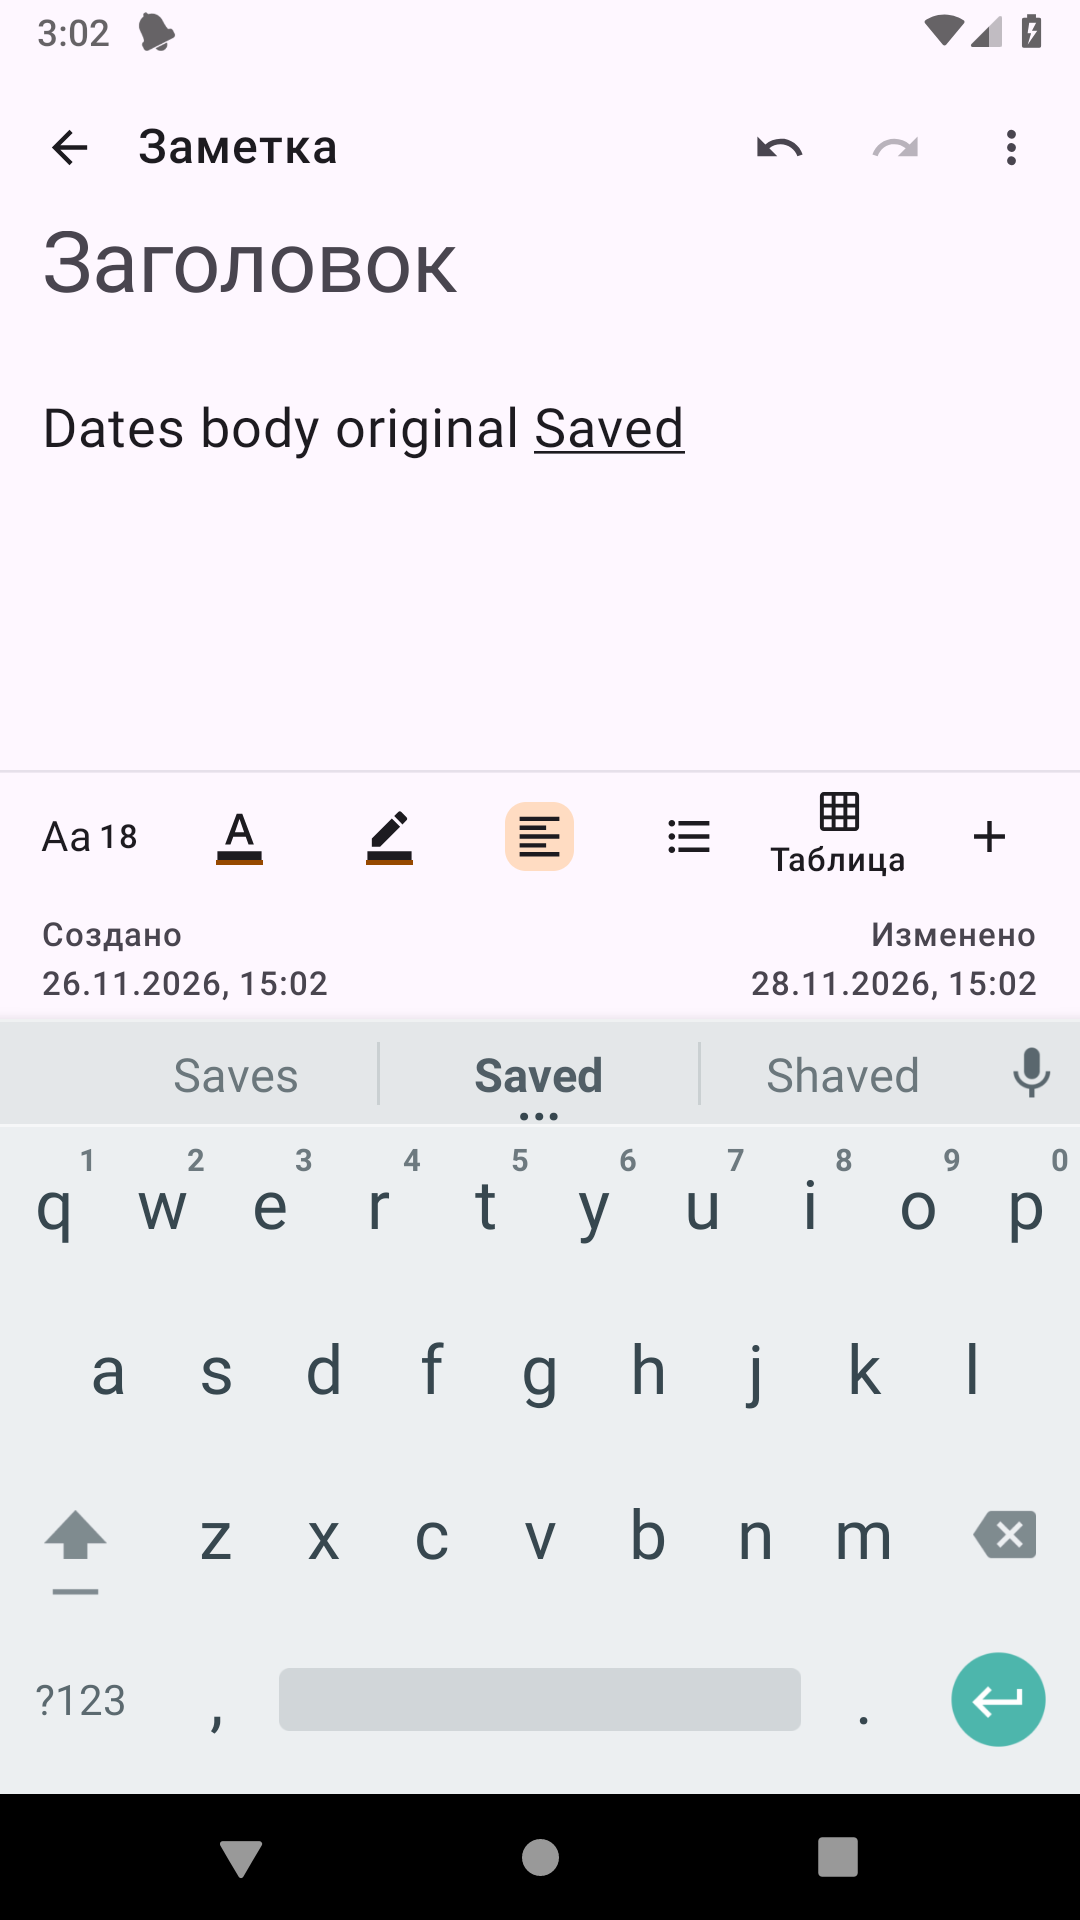 3:02
Заметка
Заголовок
Dates body original Saved
Aa 18
A
Таблица
Создано
Изменено
26.11.2026, 15:02
28.11.2026, 15:02
Saves Saved Shaved
1 2 3 4 5 6 7 8 9 0
q w e r t y u i o p
a s d f g h j k l
z x c v b n m
?123 , .